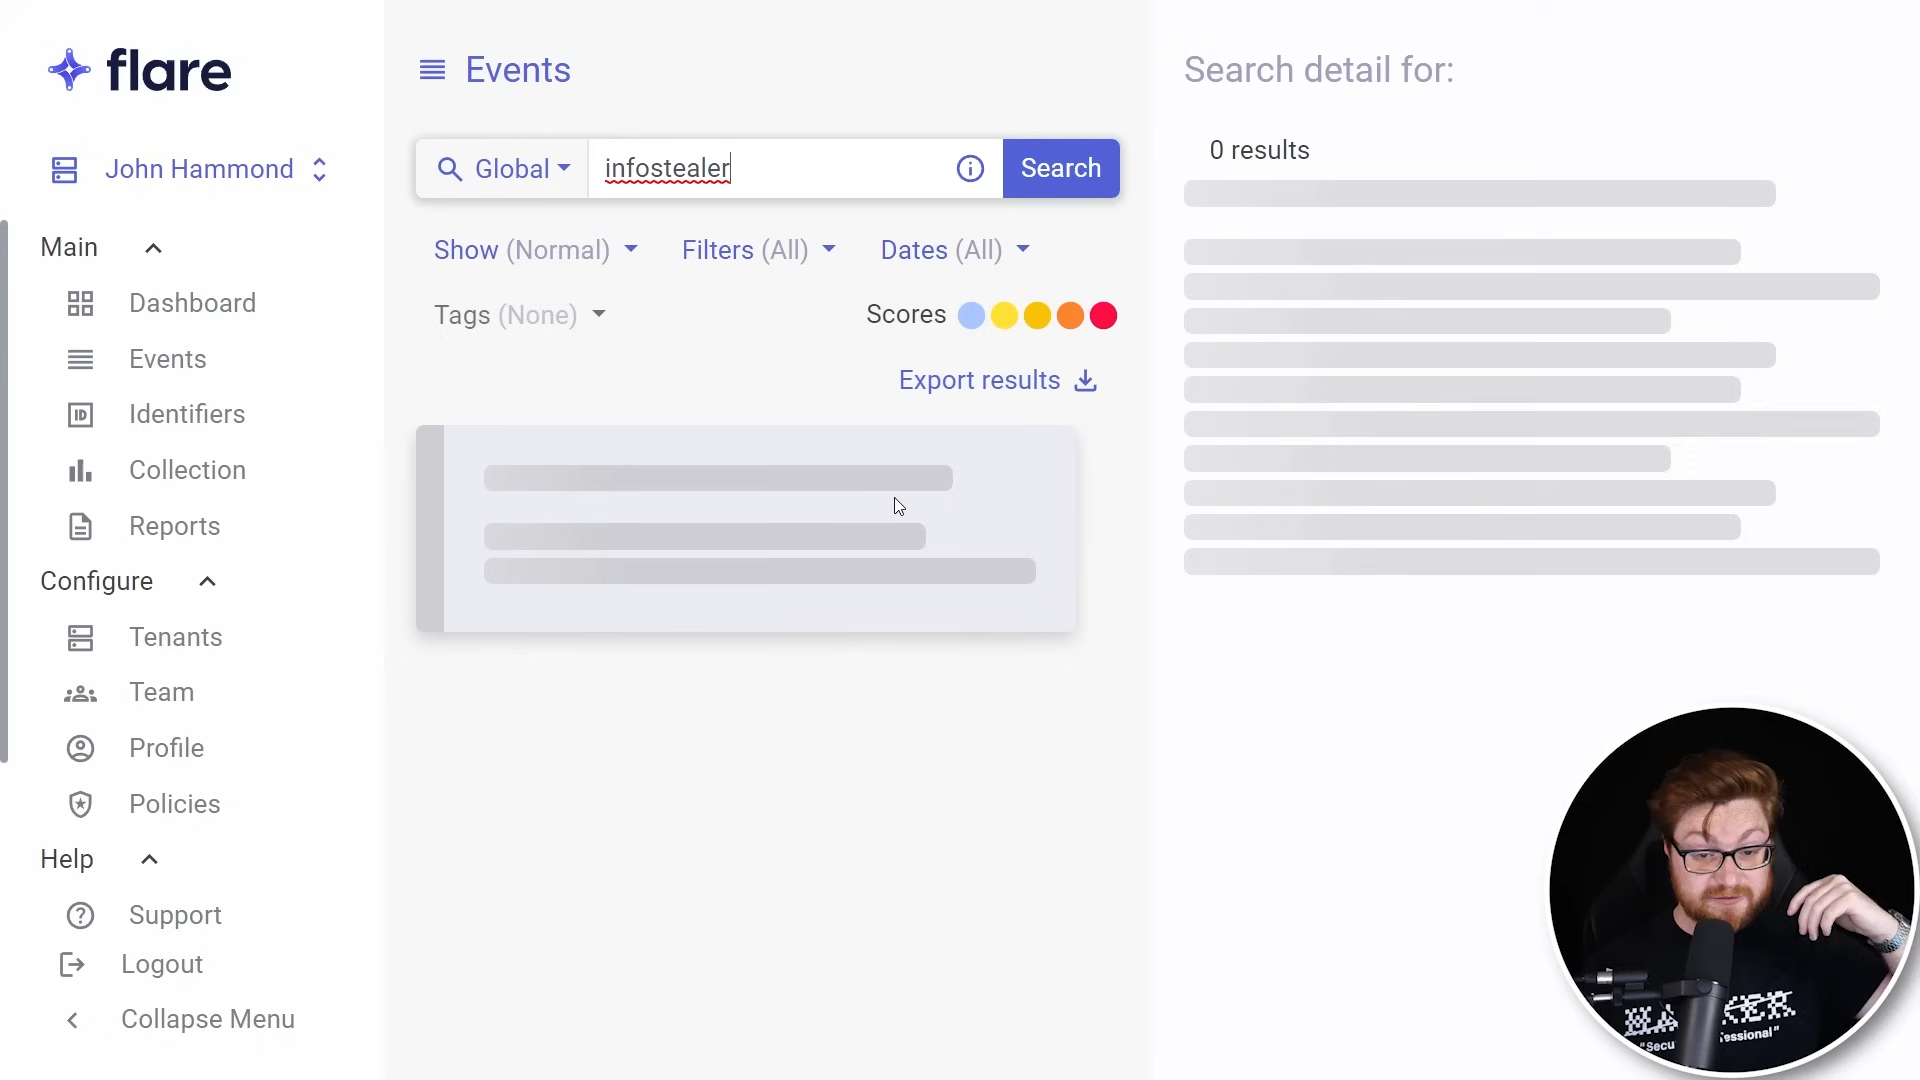 flare
John Hammond
Main
Dashboard
Events
Identifiers
Collection
Reports
Configure
Tenants
Team
Profile
Policies
Help
Support
Logout
Collapse Menu
Events
Global
infostealer
Search
Show (Normal)
Filters (All)
Dates (All)
Tags (None)
Scores
Export results
Search detail for:
0 results